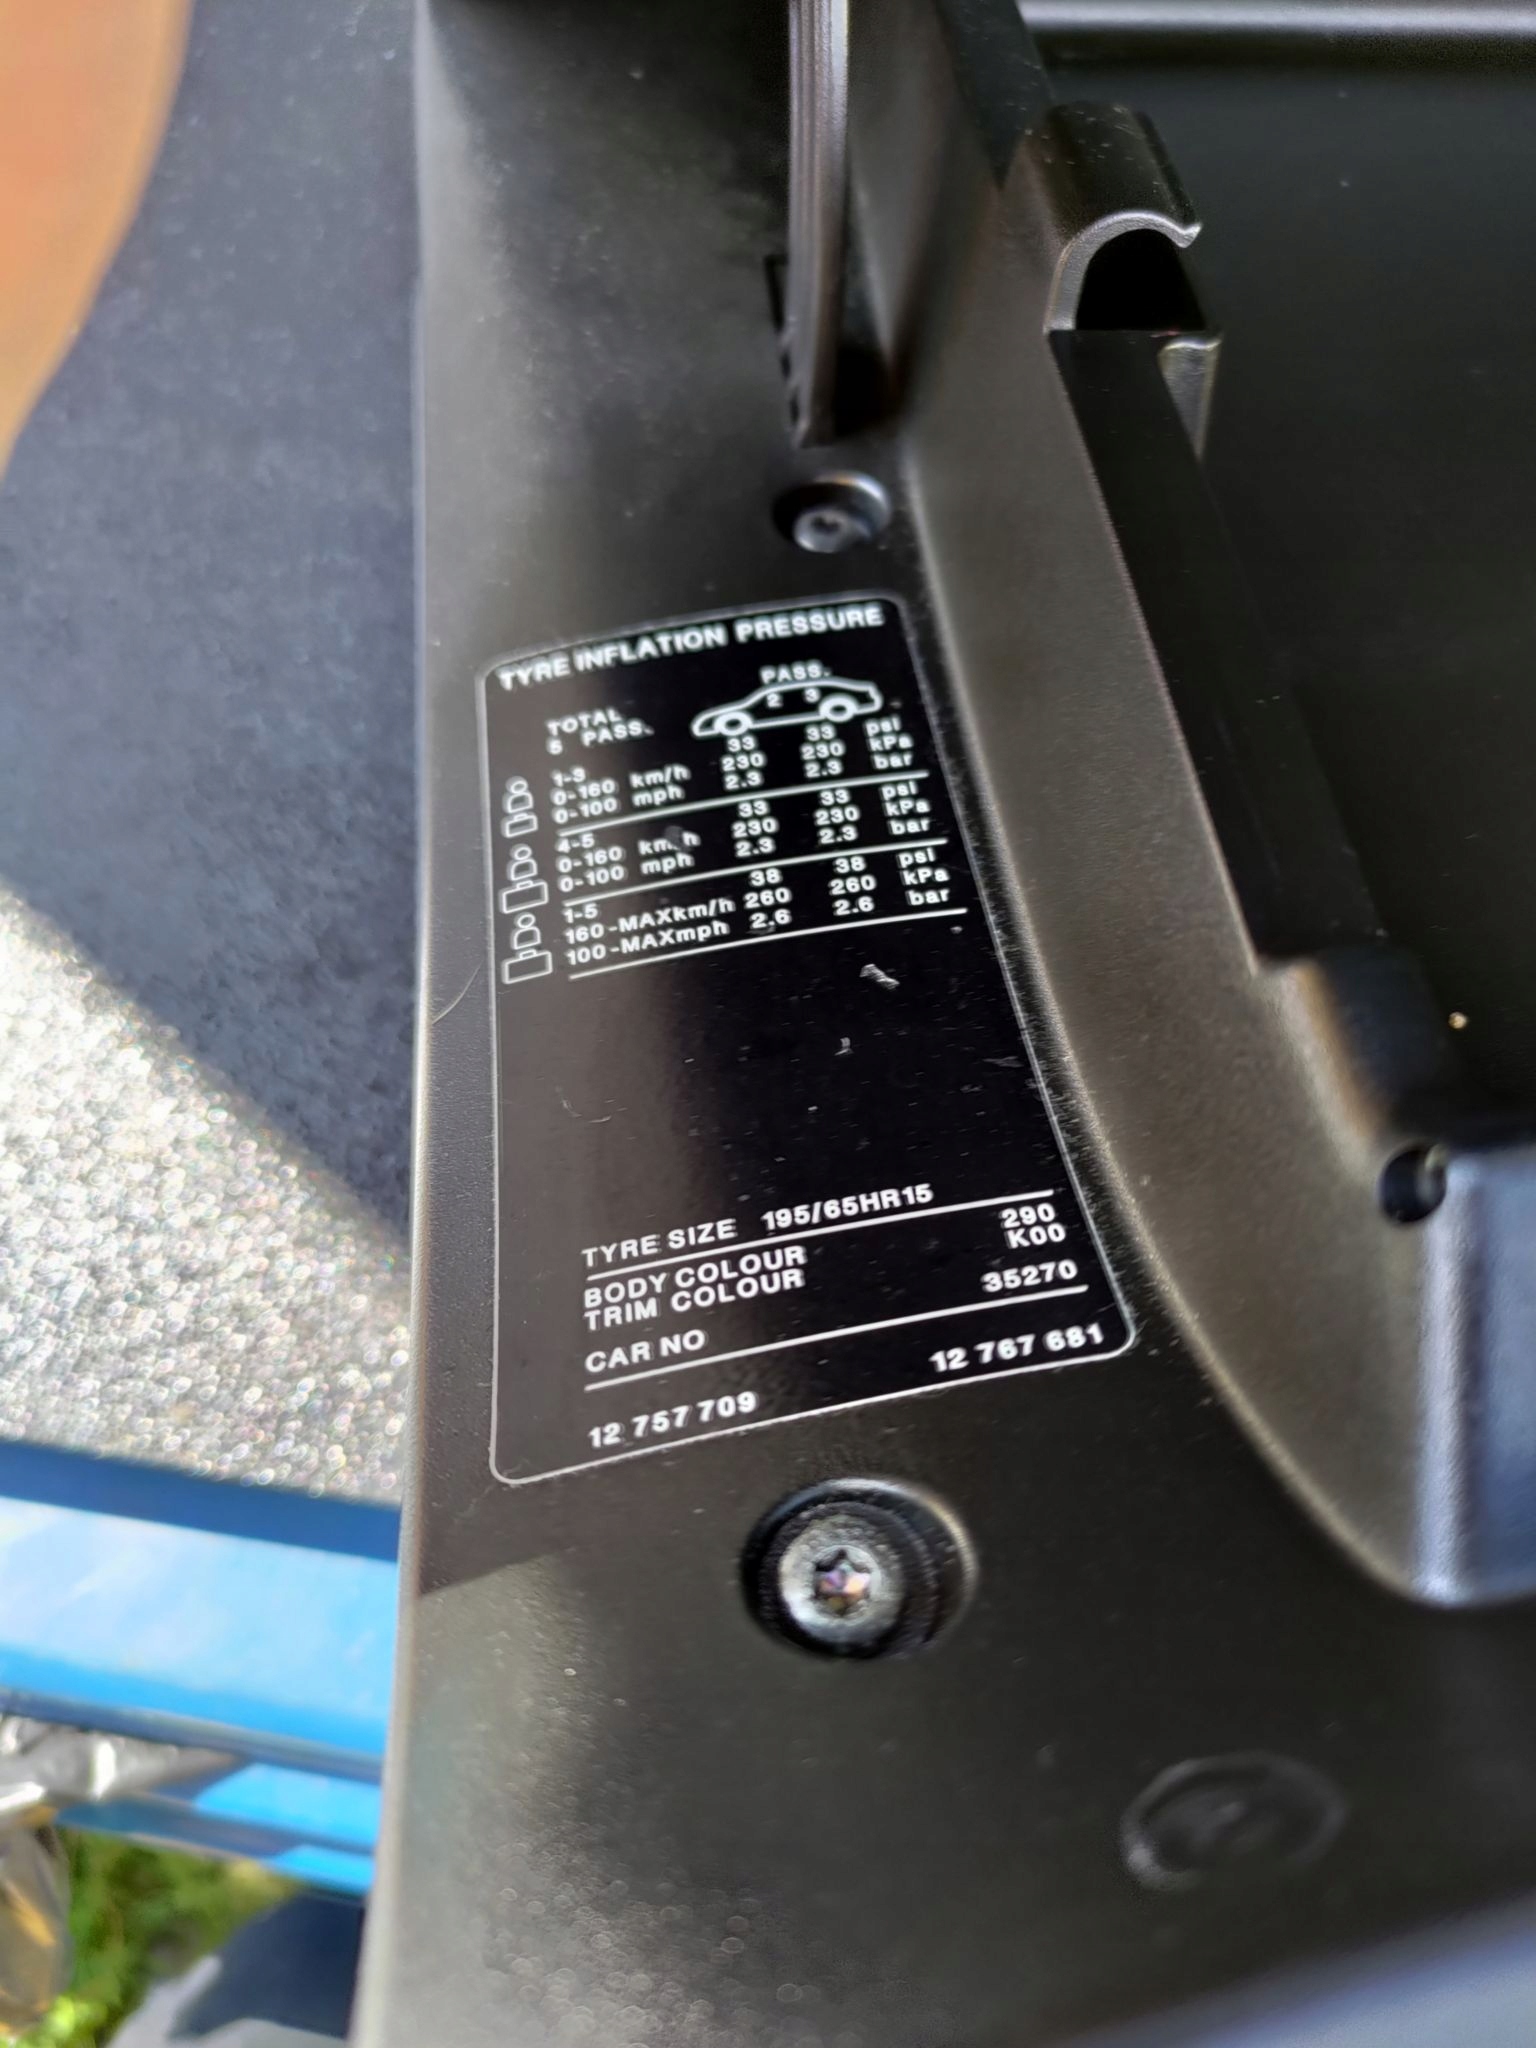 TYRE INFLATION PRESSURE
PASS.
2 3
TOTAL
5 PASS.
1-3 33 33 psi
0-160 km/h 230 230 kPa
0-100 mph 2.3 2.3 bar
4-5 33 33 psi
0-160 km/h 230 230 kPa
0-100 mph 2.3 2.3 bar
1-5 38 38 psi
160-MAXkm/h 260 260 kPa
100-MAXmph 2.6 2.6 bar
TYRE SIZE 195/65HR15
BODY COLOUR 290
TRIM COLOUR K00
CAR NO 35270
12 757 709 12 767 681